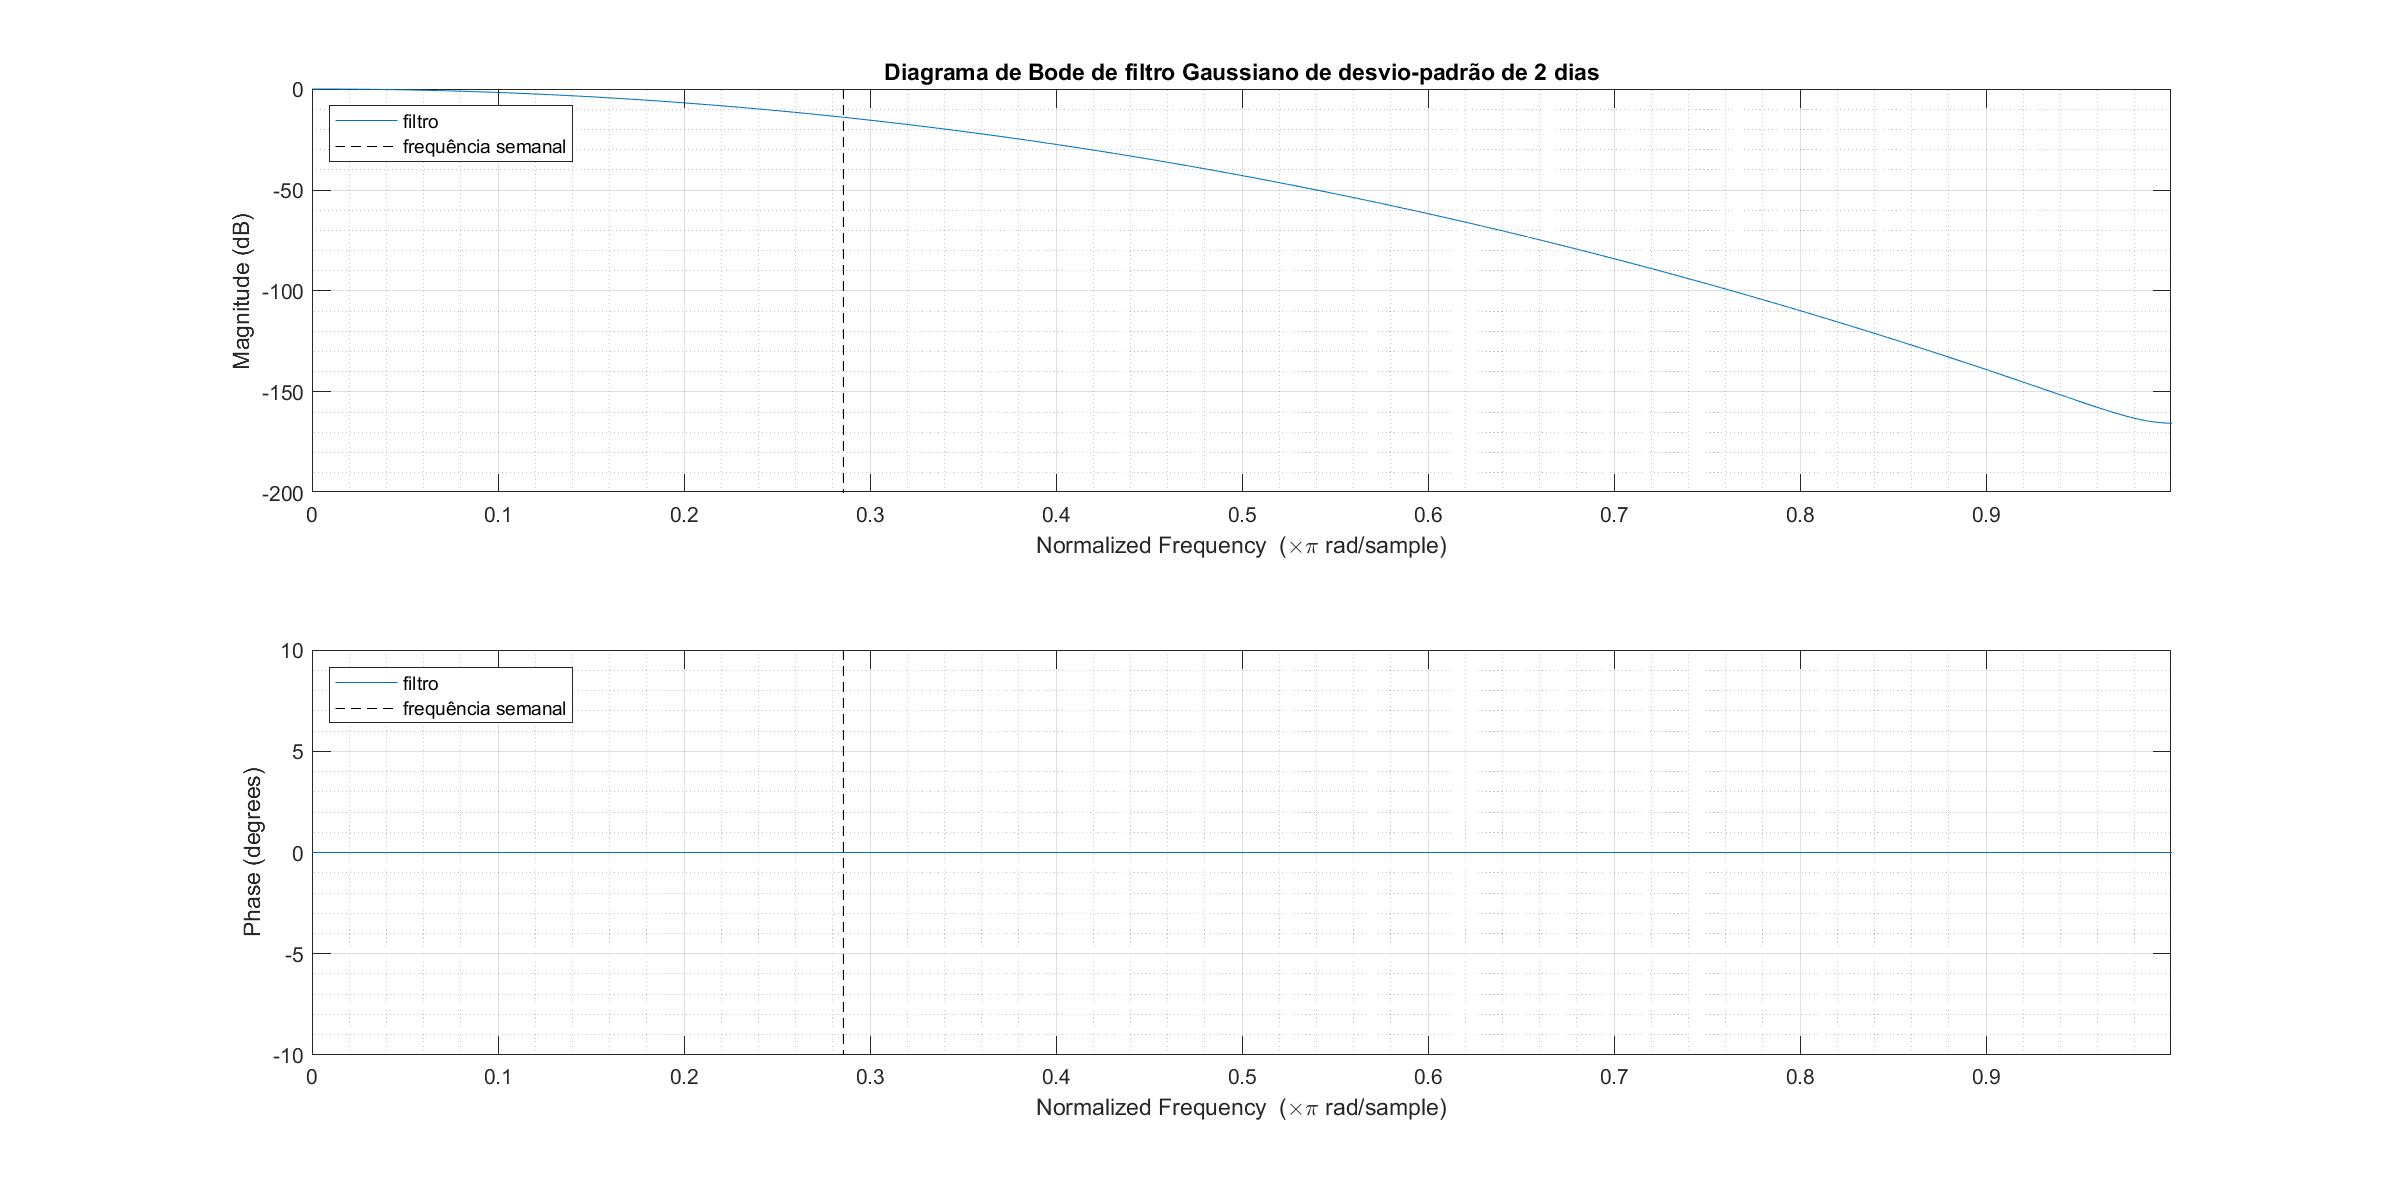 Diagrama de Bode de filtro Gaussiano de desvio-padrão de 2 dias
0
-50
-100
-150
-200
Magnitude (dB)
filtro
frequência semanal
0 0.1 0.2 0.3 0.4 0.5 0.6 0.7 0.8 0.9
Normalized Frequency (×π rad/sample)
10
5
0
-5
-10
Phase (degrees)
filtro
frequência semanal
0 0.1 0.2 0.3 0.4 0.5 0.6 0.7 0.8 0.9
Normalized Frequency (×π rad/sample)